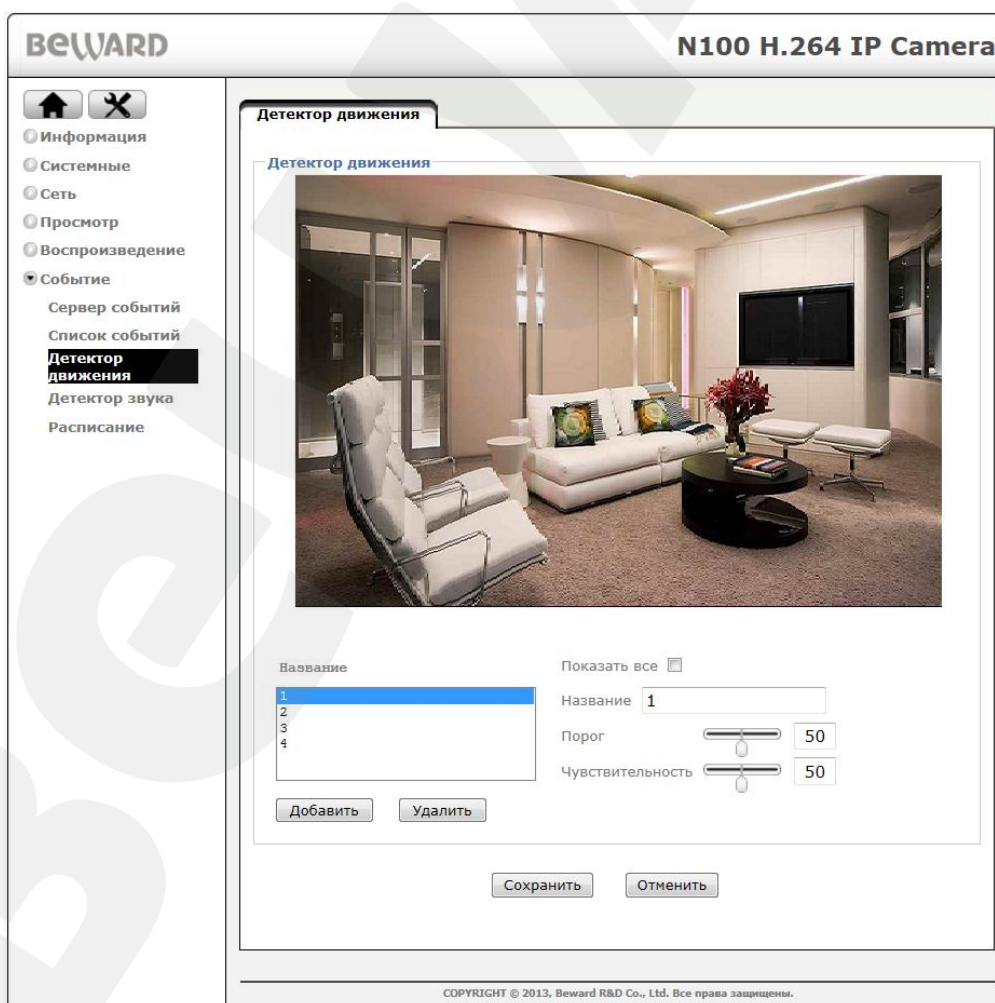 BEWARD
N100 H.264 IP Camera
Информация
Системные
Сеть
Просмотр
Воспроизведение
Событие
Сервер событий
Список событий
Детектор
движения
Детектор звука
Расписание
Детектор движения
Детектор движения
Название
1
2
3
4
Добавить
Удалить
Показать все
Название 1
Порог 50
Чувствительность 50
Сохранить
Отменить
COPYRIGHT © 2013, Beward R&D Co., Ltd. Все права защищены.